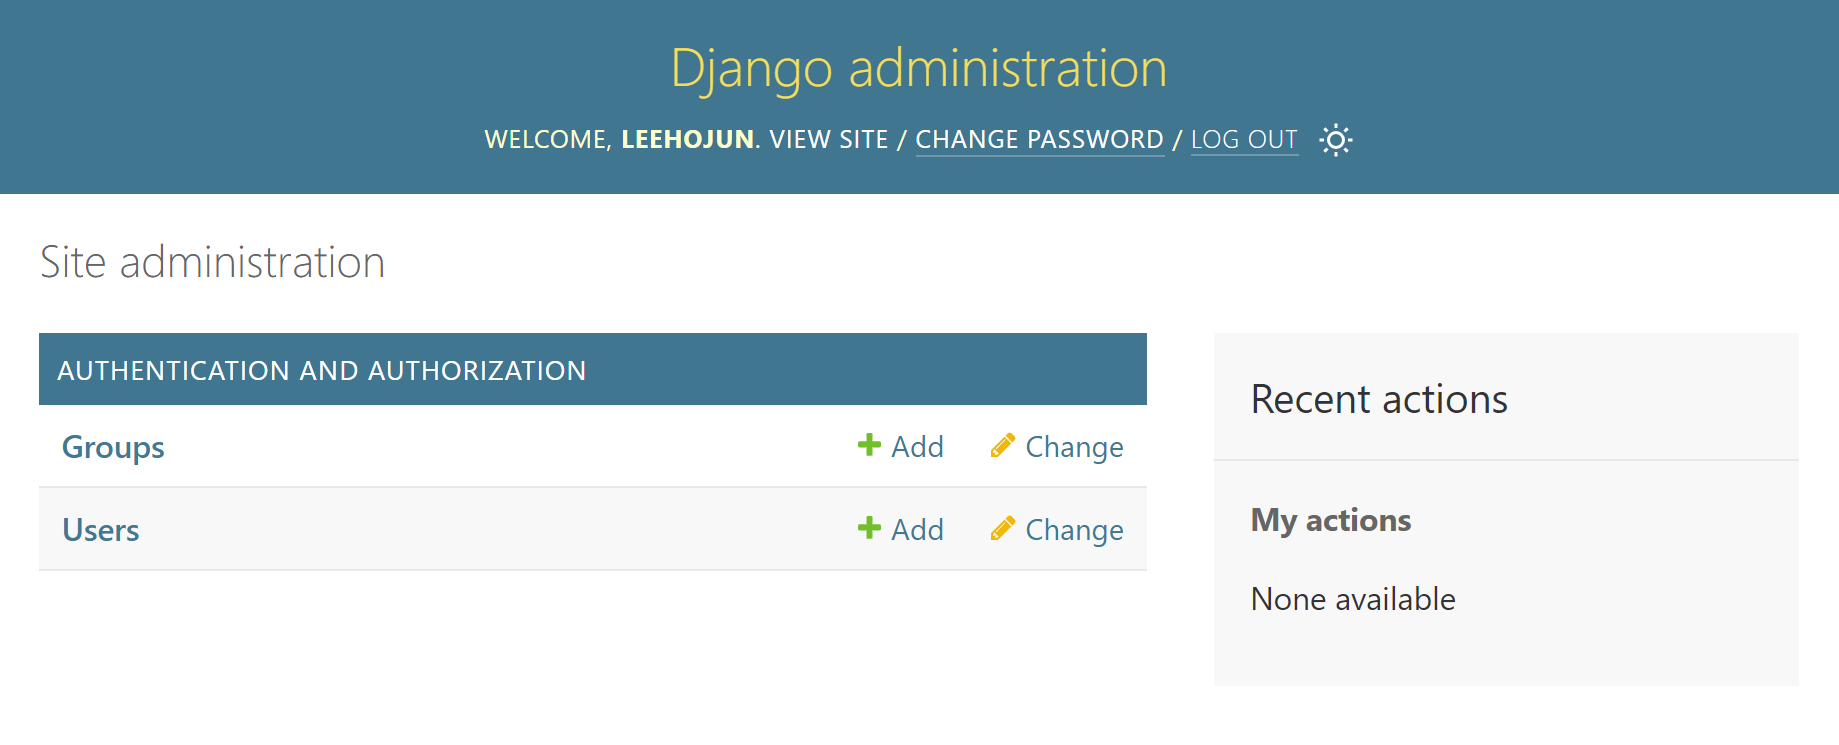 Django administration
WELCOME, LEEHOJUN. VIEW SITE / CHANGE PASSWORD / LOG OUT
Site administration
AUTHENTICATION AND AUTHORIZATION
Groups Add Change
Users Add Change
Recent actions
My actions
None available